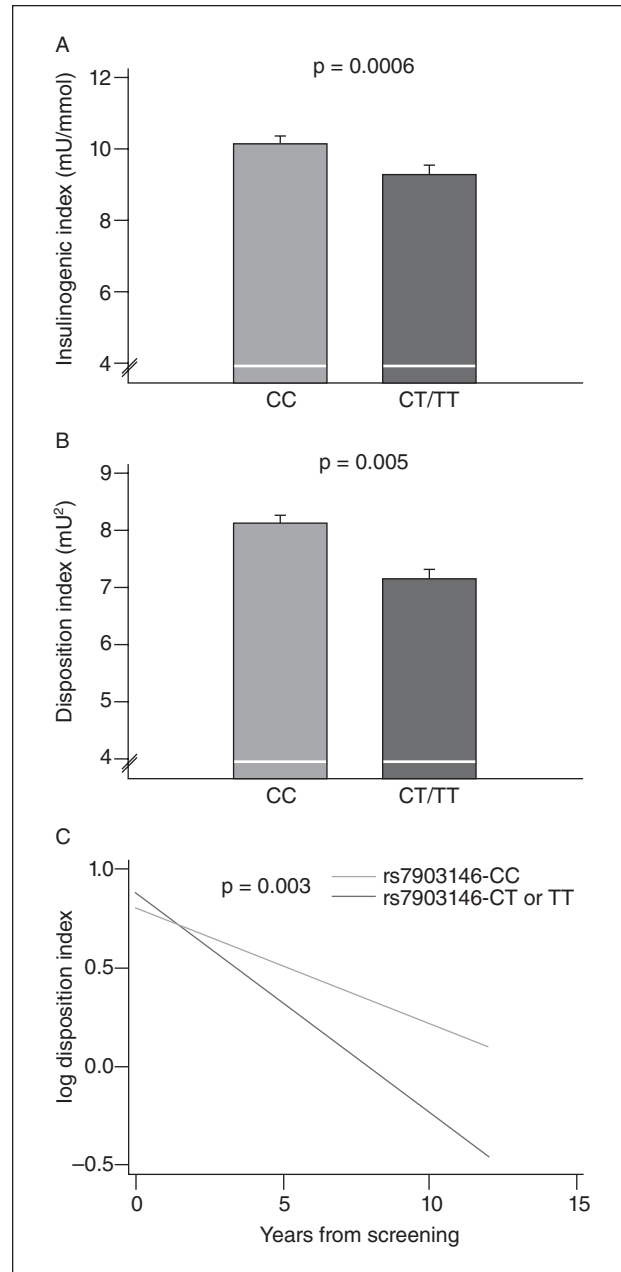 A
p = 0.0006
Insulinogenic index (mU/mmol)
12
10
8
6
4
CC CT/TT
B
p = 0.005
Disposition index (mU²)
9
8
7
6
5
4
CC CT/TT
C
p = 0.003
rs7903146-CC
rs7903146-CT or TT
log disposition index
1.0
0.5
0.0
–0.5
0 5 10 15
Years from screening